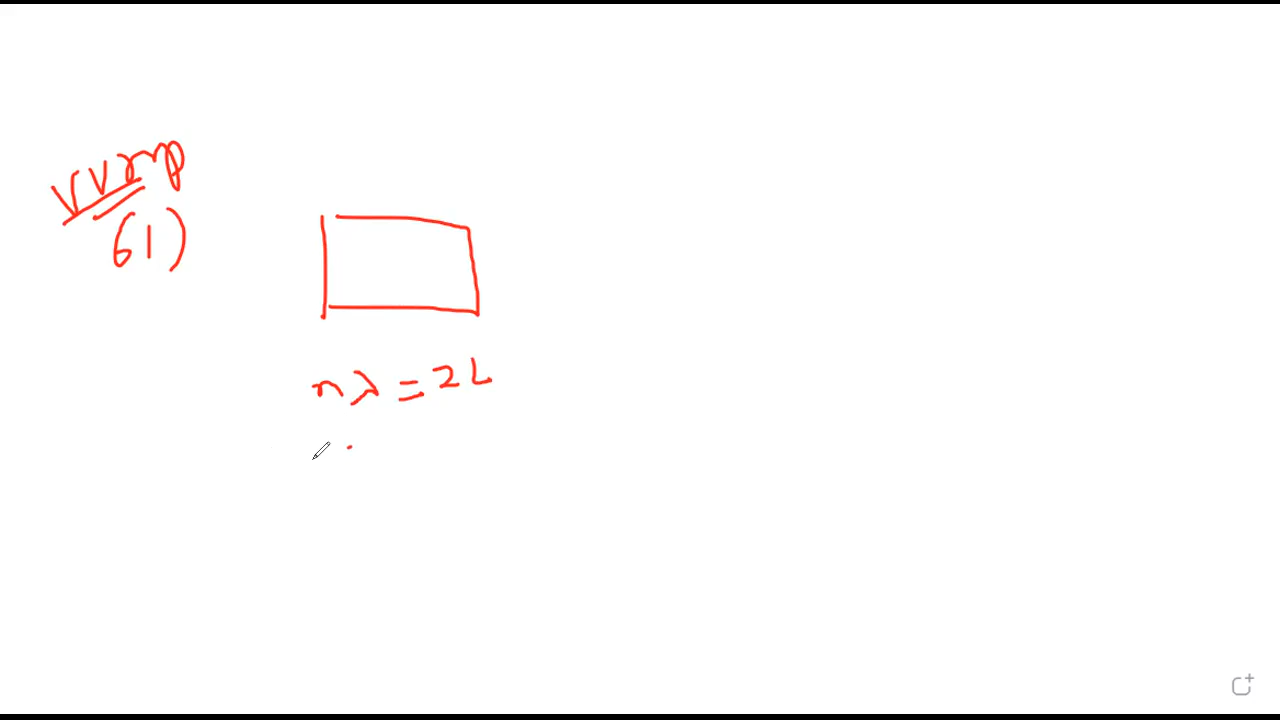 VVImp
61)
nλ = 2L